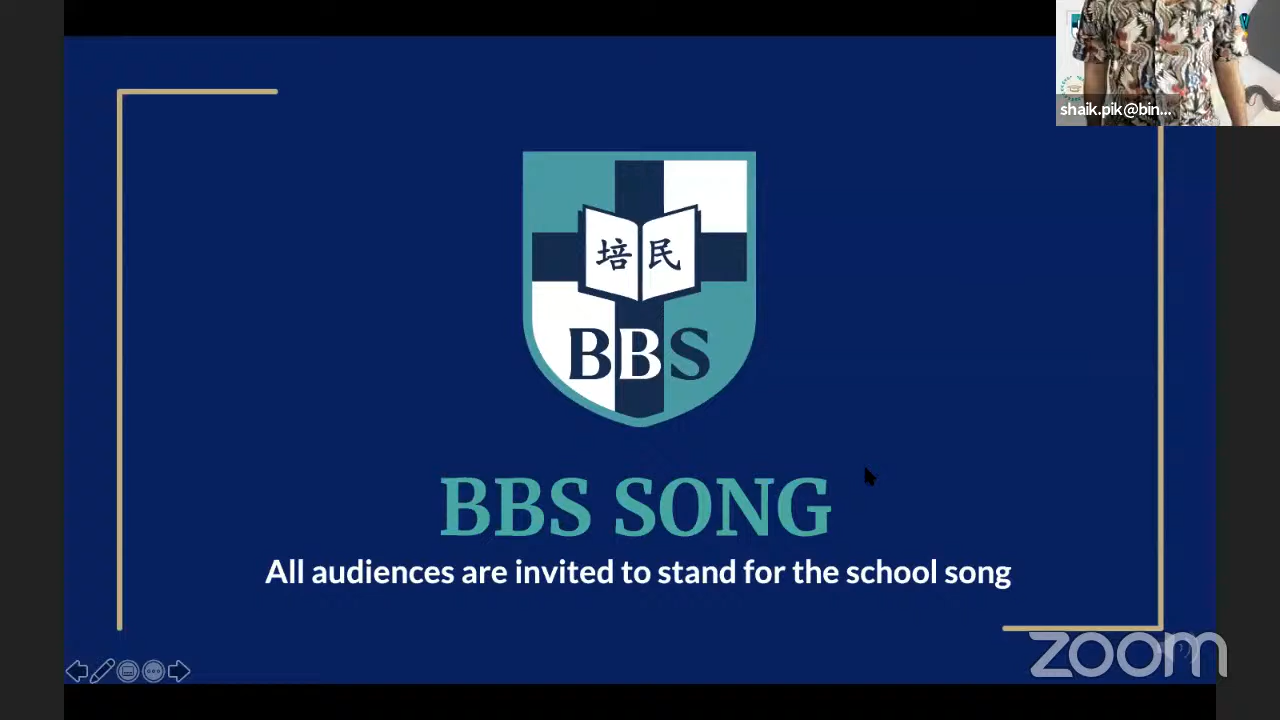 shaik.pik@bin...
培民
BBS
BBS SONG
All audiences are invited to stand for the school song
zoom